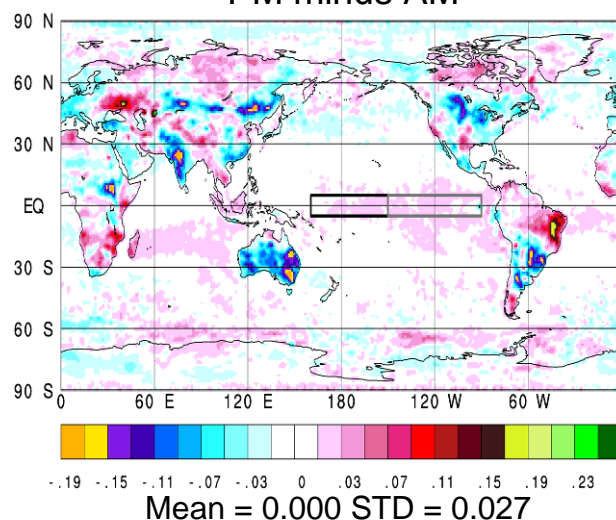 PM minus AM
90 N
60 N
30 N
EQ
30 S
60 S
90 S
0 60 E 120 E 180 120 W 60 W
-.19 -.15 -.11 -.07 -.03 0 .03 .07 .11 .15 .19 .23
Mean = 0.000 STD = 0.027